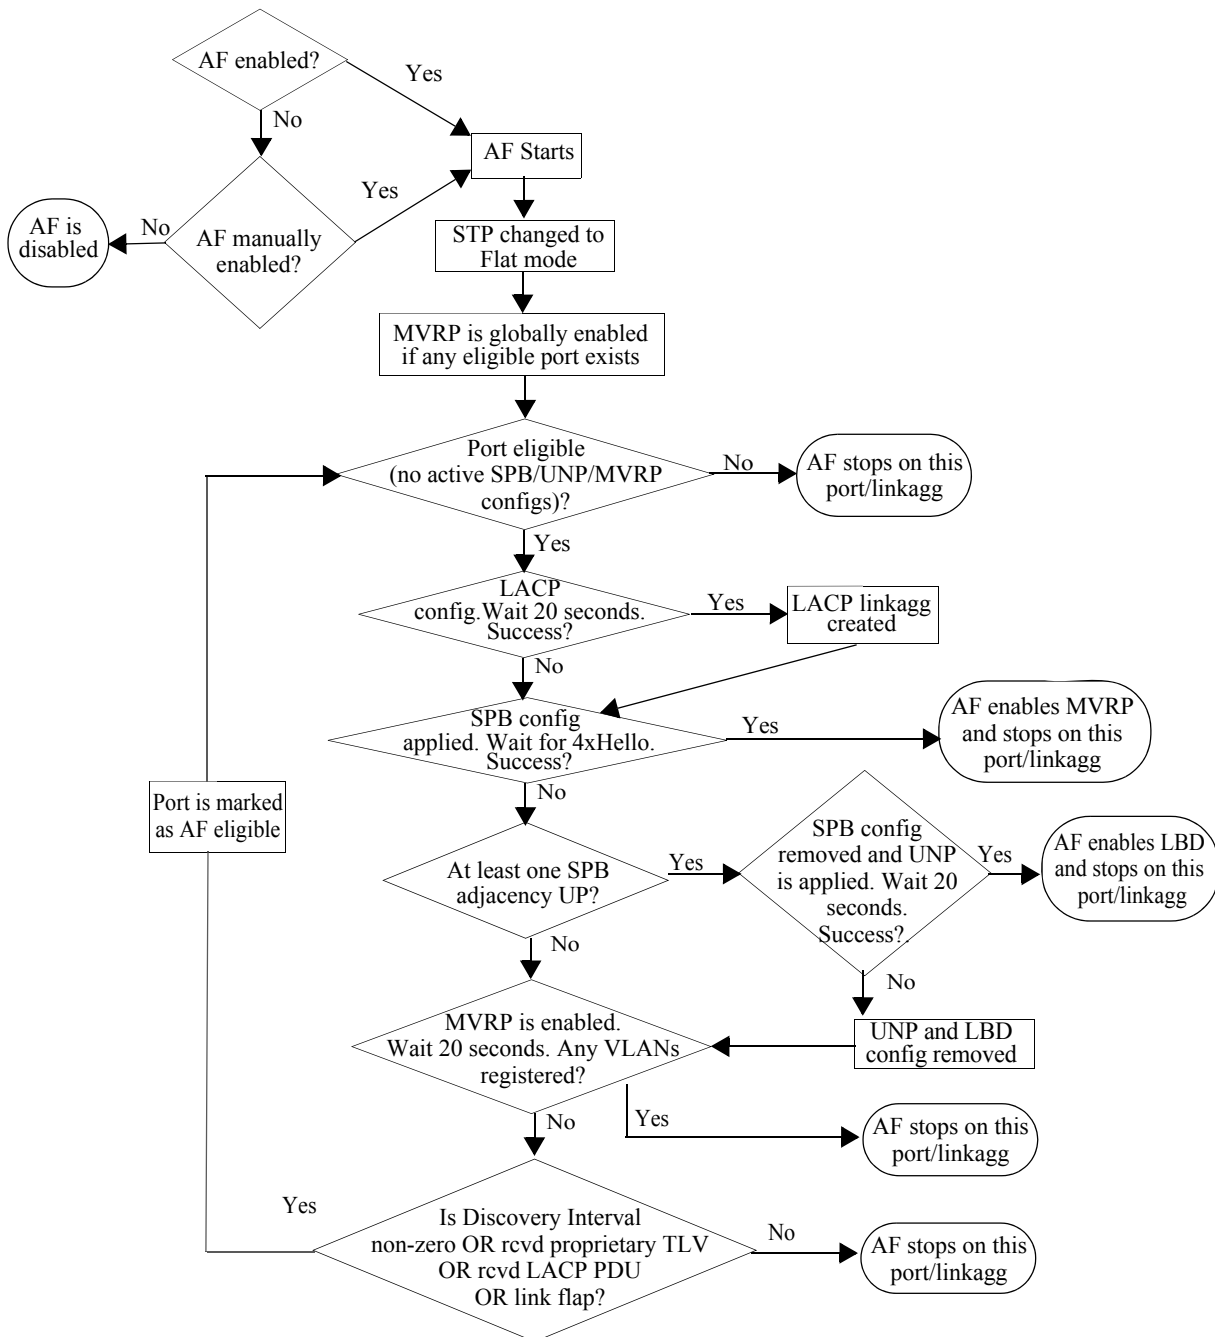 AF enabled?
Yes
No
AF Starts
Yes
AF is
disabled
No
AF manually
enabled?
STP changed to
Flat mode
MVRP is globally enabled
if any eligible port exists
Port eligible
(no active SPB/UNP/MVRP
configs)?
No
AF stops on this
port/linkagg
Yes
LACP
config.Wait 20 seconds.
Success?
Yes
LACP linkagg
created
No
SPB config
applied. Wait for 4xHello.
Success?
Yes
AF enables MVRP
and stops on this
port/linkagg
No
Port is marked
as AF eligible
At least one SPB
adjacency UP?
Yes
SPB config
removed and UNP
is applied. Wait 20
seconds.
Success?.
Yes
AF enables LBD
and stops on this
port/linkagg
No
No
MVRP is enabled.
Wait 20 seconds. Any VLANs
registered?
UNP and LBD
config removed
Yes
AF stops on this
port/linkagg
No
Yes
Is Discovery Interval
non-zero OR rcvd proprietary TLV
OR rcvd LACP PDU
OR link flap?
No
AF stops on this
port/linkagg